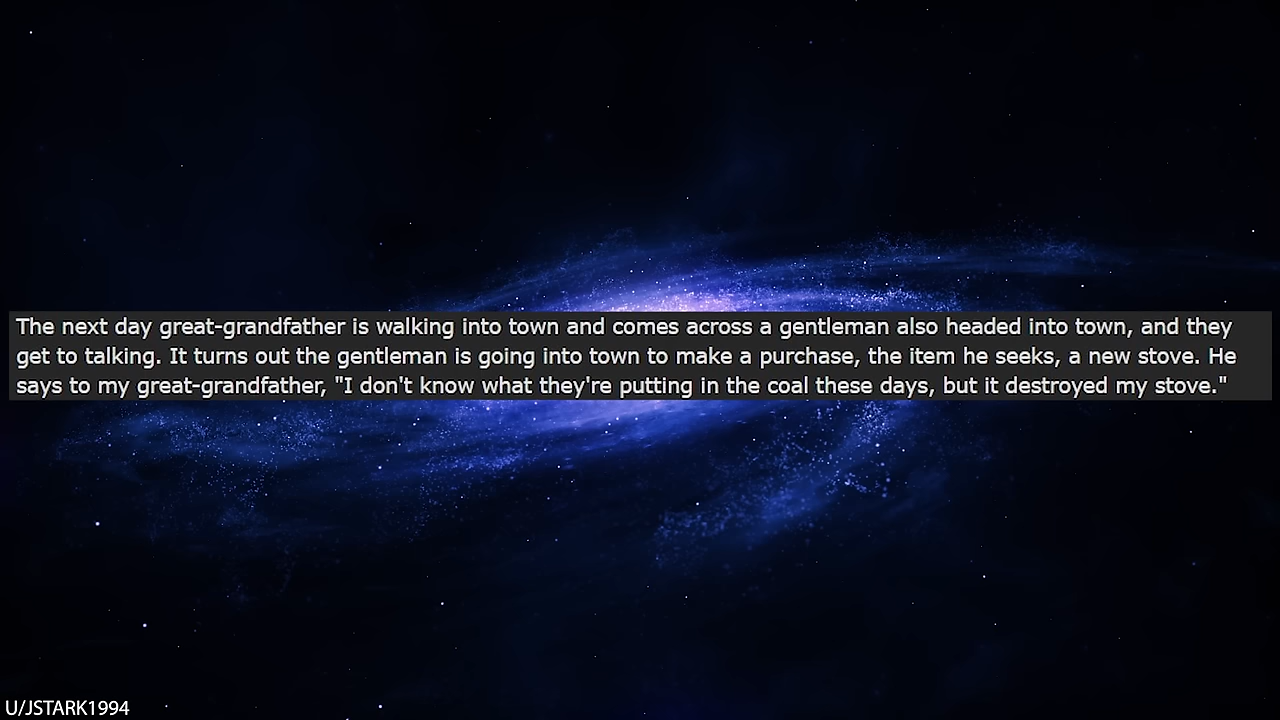 The next day great-grandfather is walking into town and comes across a gentleman also headed into town, and they
get to talking. It turns out the gentleman is going into town to make a purchase, the item he seeks, a new stove. He
says to my great-grandfather, "I don't know what they're putting in the coal these days, but it destroyed my stove."
U/JSTARK1994